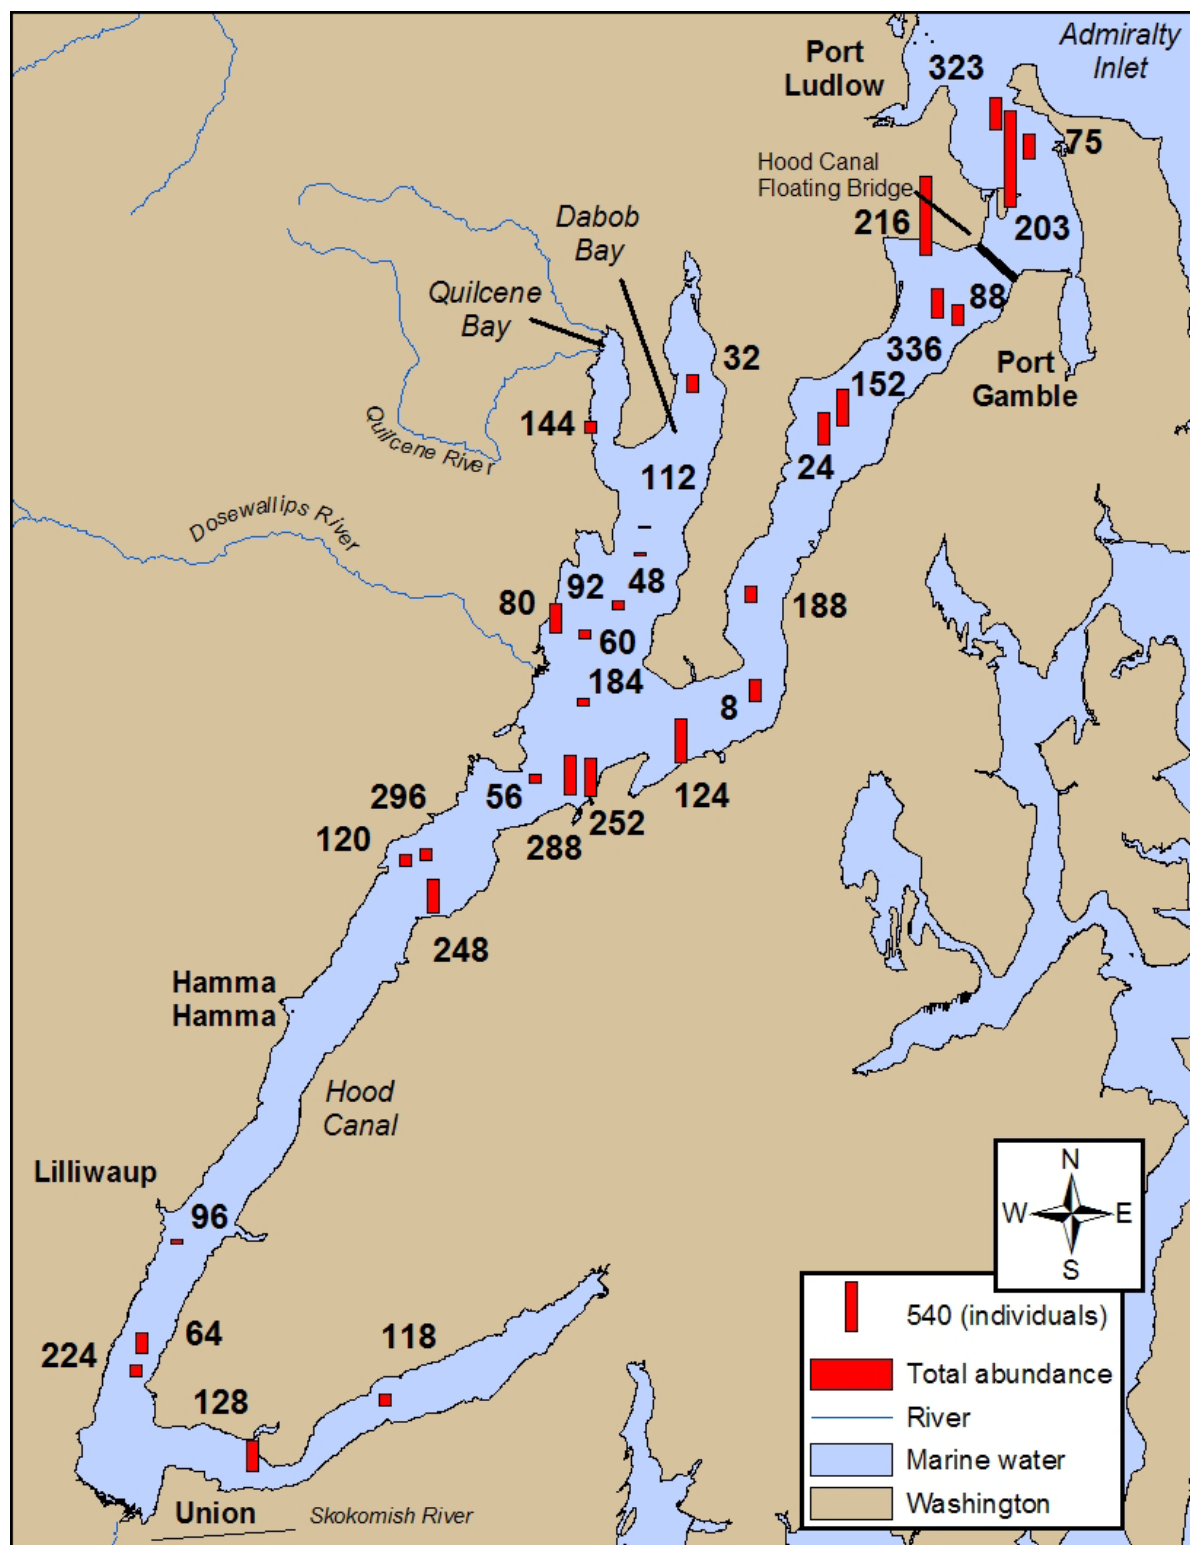 Admiralty
Inlet
Port
Ludlow
323
75
Hood Canal
Floating Bridge
216
203
Dabob
Bay
Quilcene
Bay
88
336
Port
Gamble
32
152
144
24
Quilcene River
112
Dosewallips River
92
48
80
188
60
184
8
296
56
124
120
288
252
248
Hamma
Hamma
Hood
Canal
Lilliwaup
96
N
W
E
S
64
224
118
128
Union
Skokomish River
540 (individuals)
Total abundance
River
Marine water
Washington